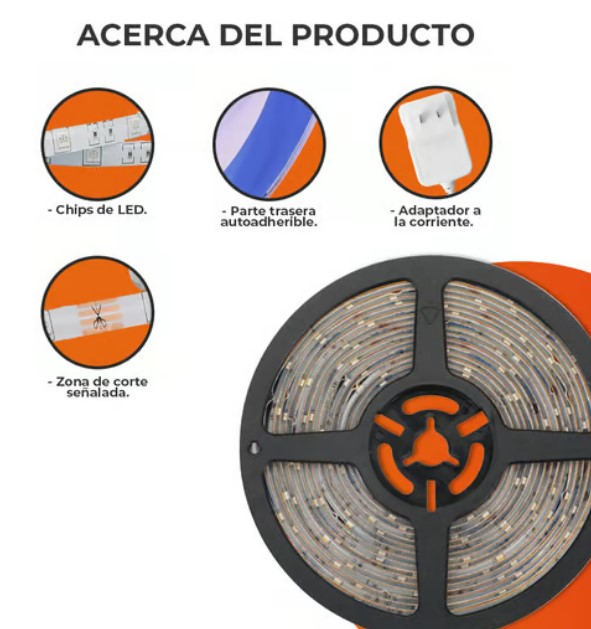 ACERCA DEL PRODUCTO
- Chips de LED.
- Parte trasera
autoadherible.
- Adaptador a
la corriente.
- Zona de corte
señalada.